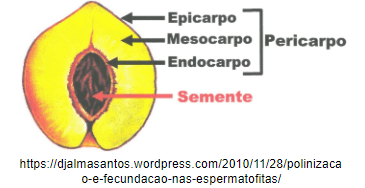 Epicarpo
Mesocarpo
Pericarpo
Endocarpo
Semente
https://djalmasantos.wordpress.com/2010/11/28/polinizaca
o-e-fecundacao-nas-espermatofitas/